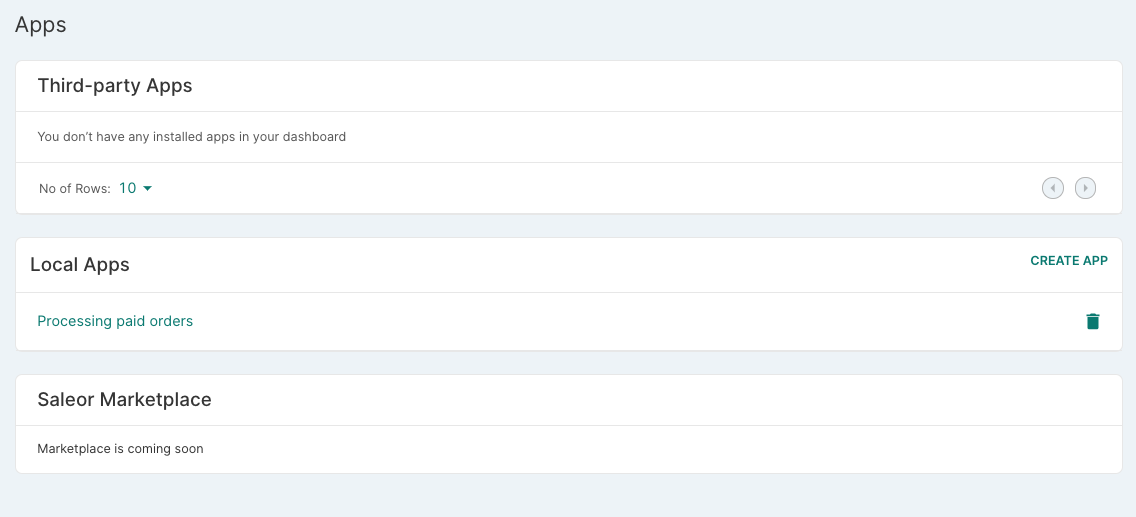 Apps
Third-party Apps
You don’t have any installed apps in your dashboard
No of Rows: 10
Local Apps
CREATE APP
Processing paid orders
Saleor Marketplace
Marketplace is coming soon